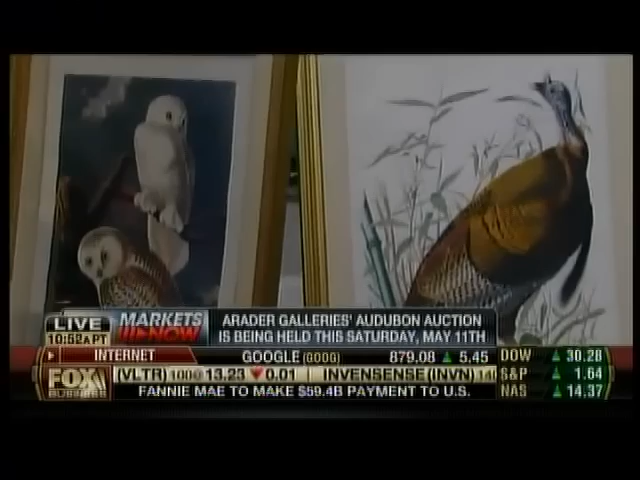 LIVE
10:52A PT
MARKETS
NOW
ARADER GALLERIES' AUDUBON AUCTION
IS BEING HELD THIS SATURDAY, MAY 11TH
INTERNET
GOOGLE (GOOG)
879.08 ▲ 5.45
DOW ▲ 30.28
S&P ▲ 1.64
NAS ▲ 14.37
FOX
BUSINESS
(VLTR) 100@ 13.23 ▼0.01
INVENSENSE (INVN)
FANNIE MAE TO MAKE $59.4B PAYMENT TO U.S.